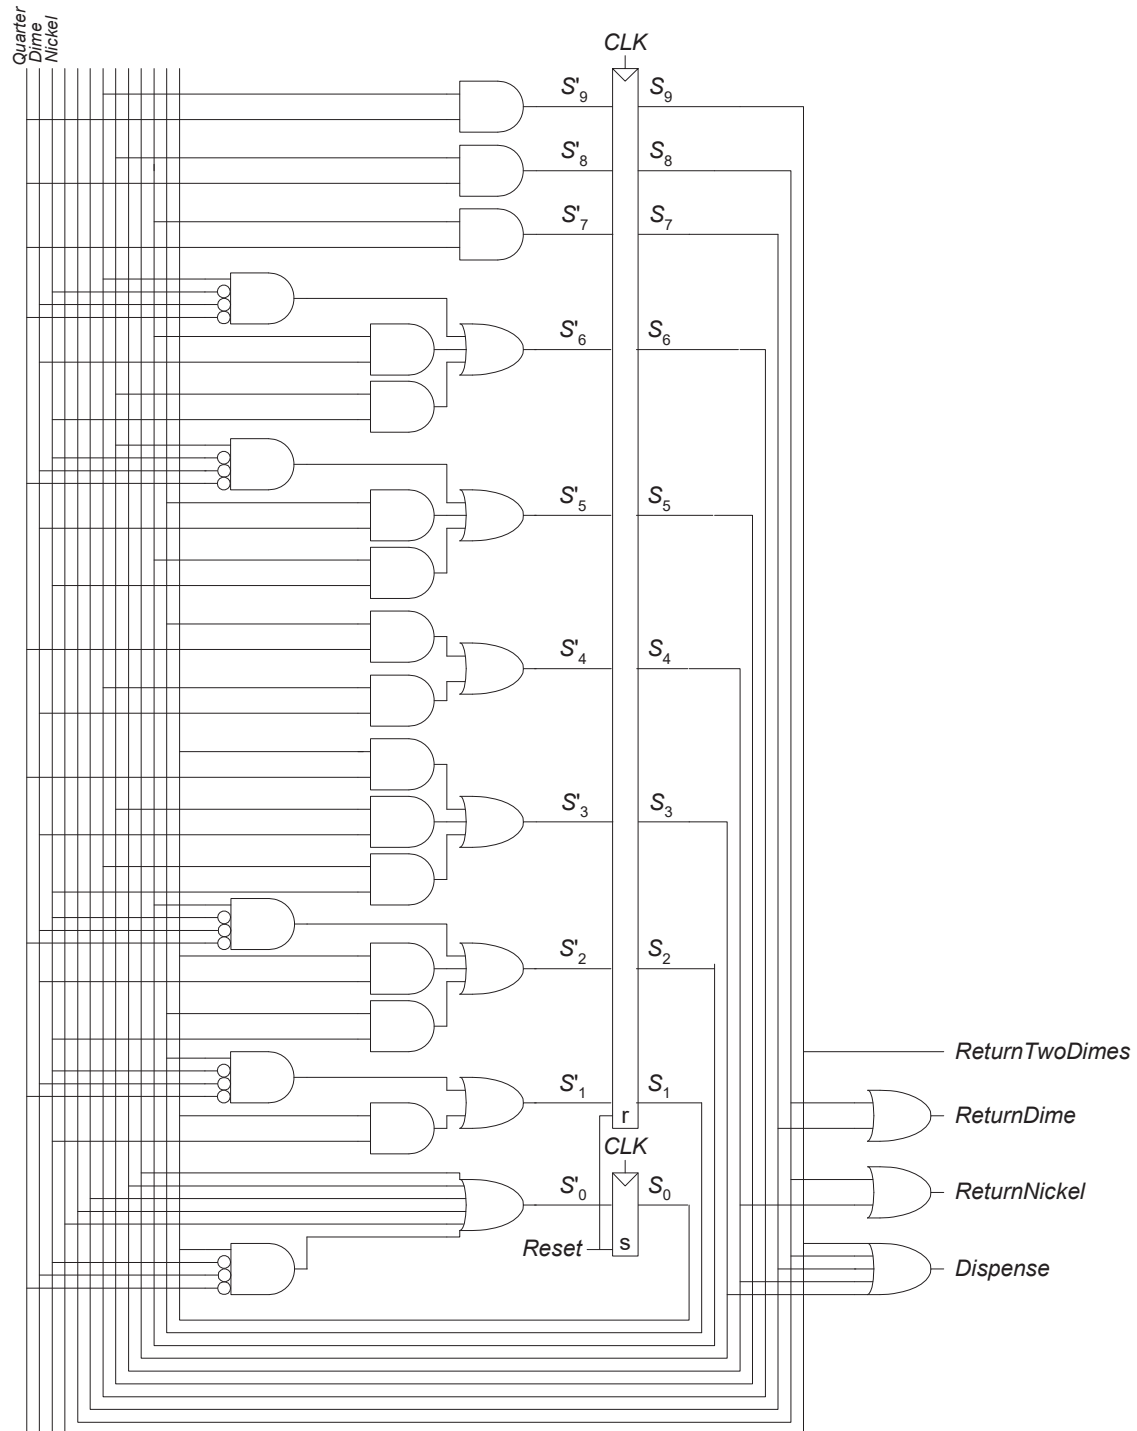 Quarter
Dime
Nickel
CLK
S'9 S9
S'8 S8
S'7 S7
S'6 S6
S'5 S5
S'4 S4
S'3 S3
S'2 S2
ReturnTwoDimes
S'1 S1
r
ReturnDime
CLK
S'0 S0
ReturnNickel
Reset
s
Dispense